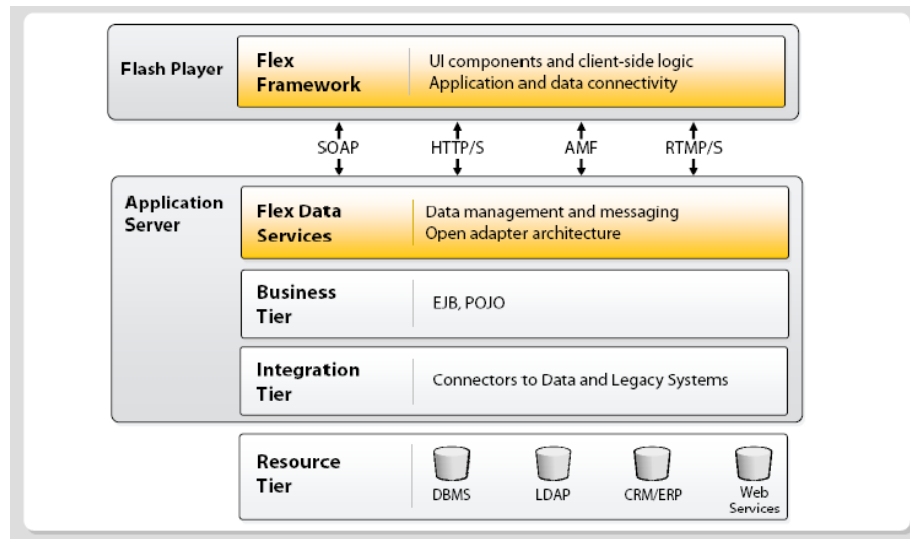 Flash Player
Flex
Framework
UI components and client-side logic
Application and data connectivity
SOAP
HTTP/S
AMF
RTMP/S
Application
Server
Flex Data
Services
Data management and messaging
Open adapter architecture
Business
Tier
EJB, POJO
Integration
Tier
Connectors to Data and Legacy Systems
Resource
Tier
DBMS
LDAP
CRM/ERP
Web
Services